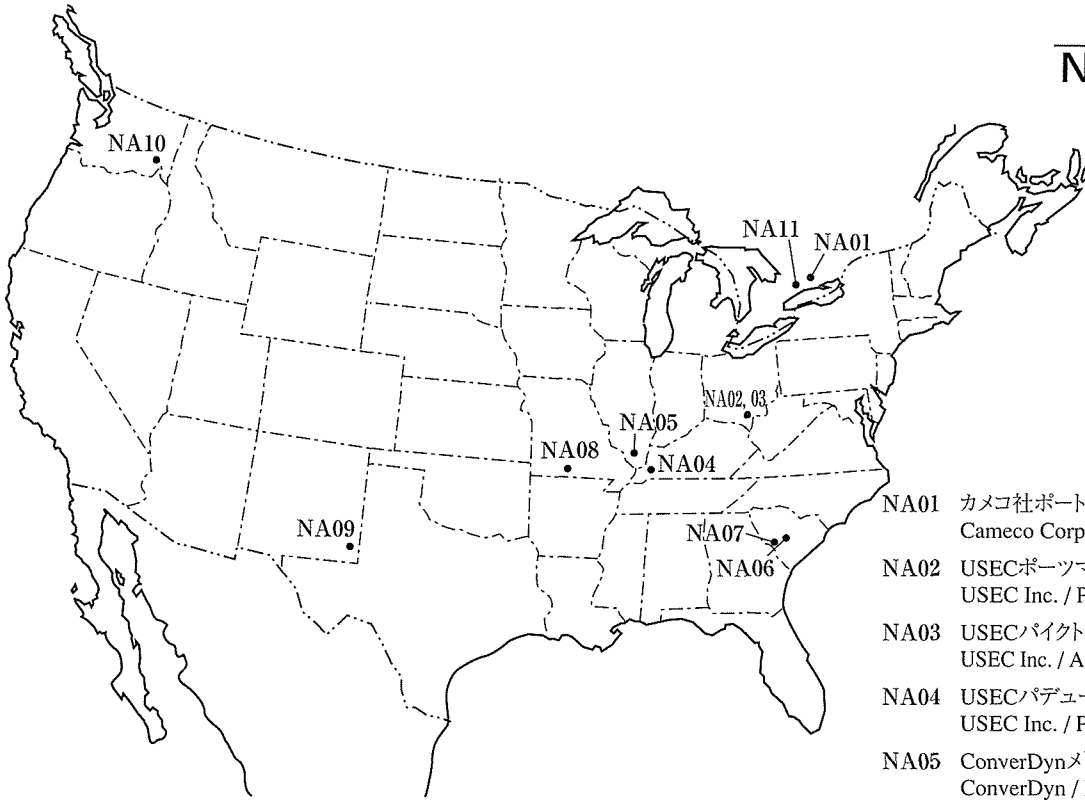 N
NA10
NA11
NA01
NA02, 03
NA05
NA08
NA04
NA09
NA07
NA06
NA01 カメコ社ポート
Cameco Corp
NA02 USECポーツマ
USEC Inc. / P
NA03 USECパイクト
USEC Inc. / A
NA04 USECパデュー
USEC Inc. / P
NA05 ConverDynメ
ConverDyn /